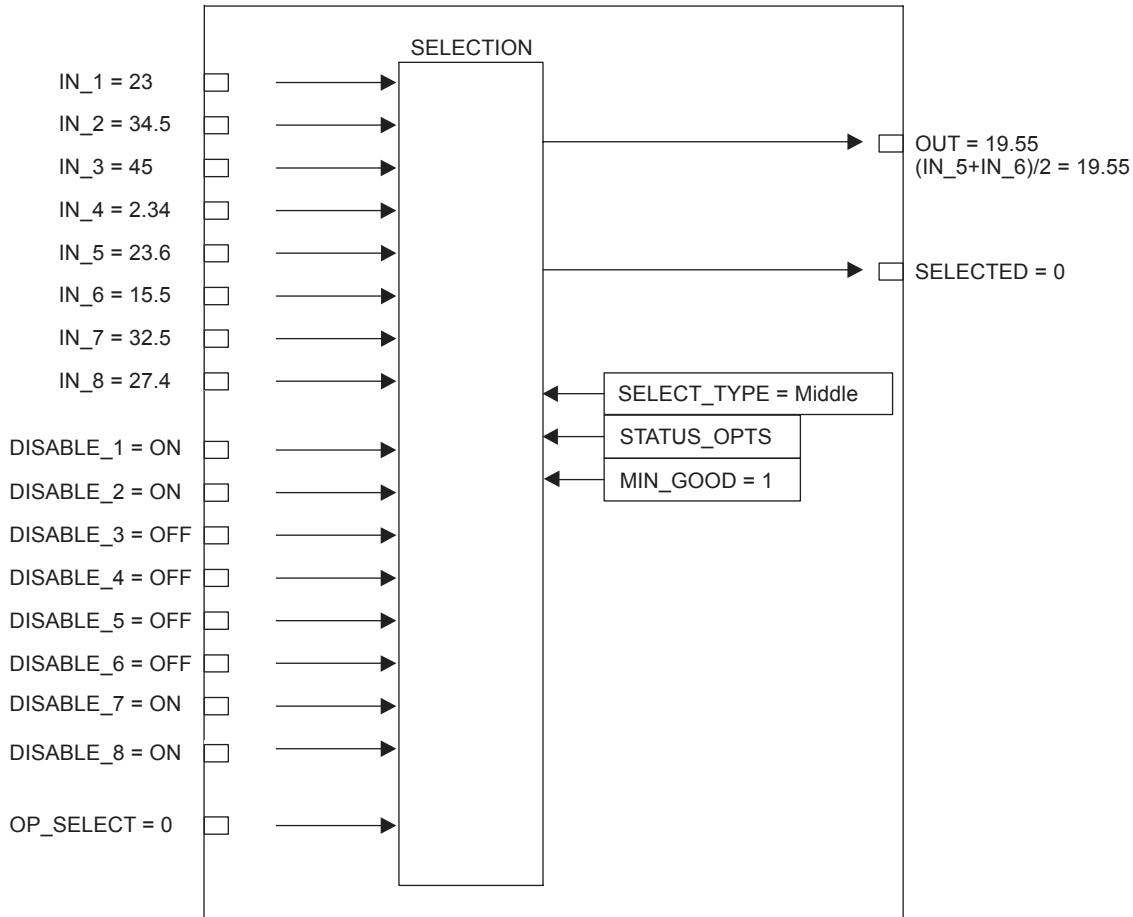 SELECTION
IN_1 = 23
IN_2 = 34.5
IN_3 = 45
IN_4 = 2.34
IN_5 = 23.6
IN_6 = 15.5
IN_7 = 32.5
IN_8 = 27.4
DISABLE_1 = ON
DISABLE_2 = ON
DISABLE_3 = OFF
DISABLE_4 = OFF
DISABLE_5 = OFF
DISABLE_6 = OFF
DISABLE_7 = ON
DISABLE_8 = ON
OP_SELECT = 0
OUT = 19.55
(IN_5+IN_6)/2 = 19.55
SELECTED = 0
SELECT_TYPE = Middle
STATUS_OPTS
MIN_GOOD = 1